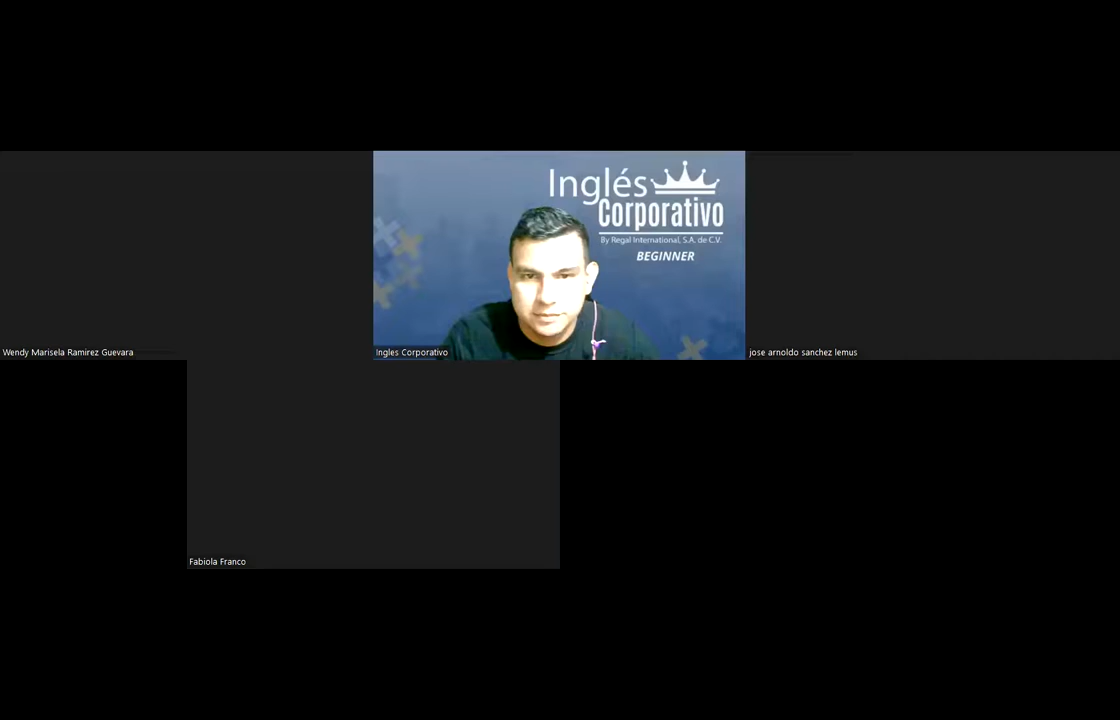 Inglés
Corporativo
By Regal International, S.A. de C.V.
BEGINNER
Wendy Marisela Ramirez Guevara
Ingles Corporativo
jose arnoldo sanchez lemus
Fabiola Franco